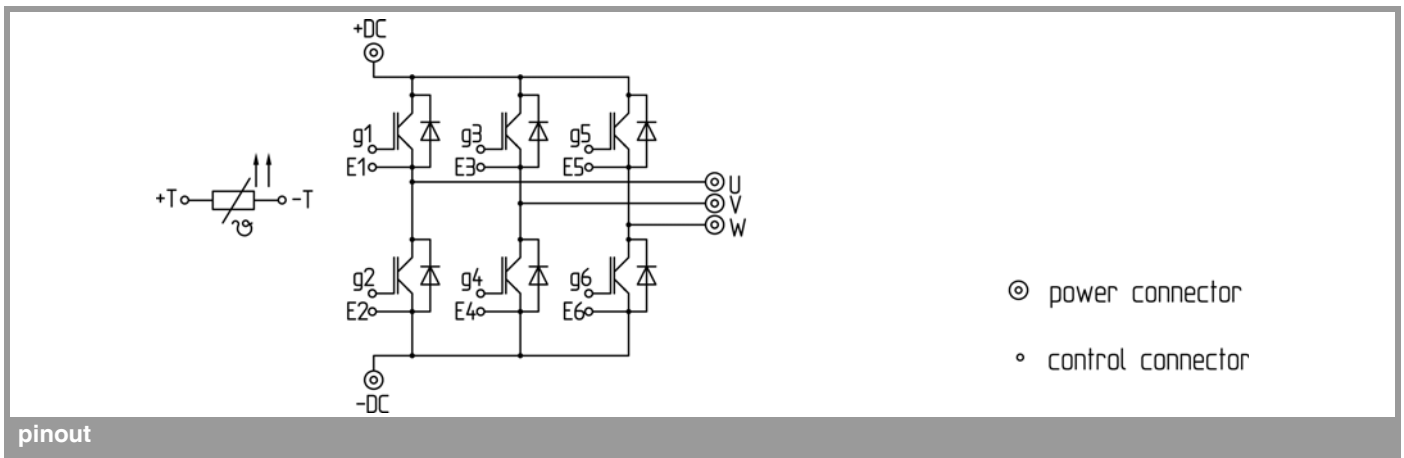 +DC
g1
g3
g5
E1
E3
E5
U
+T
-T
V
ϑ
W
g2
g4
g6
E2
E4
E6
power connector
control connector
-DC
pinout